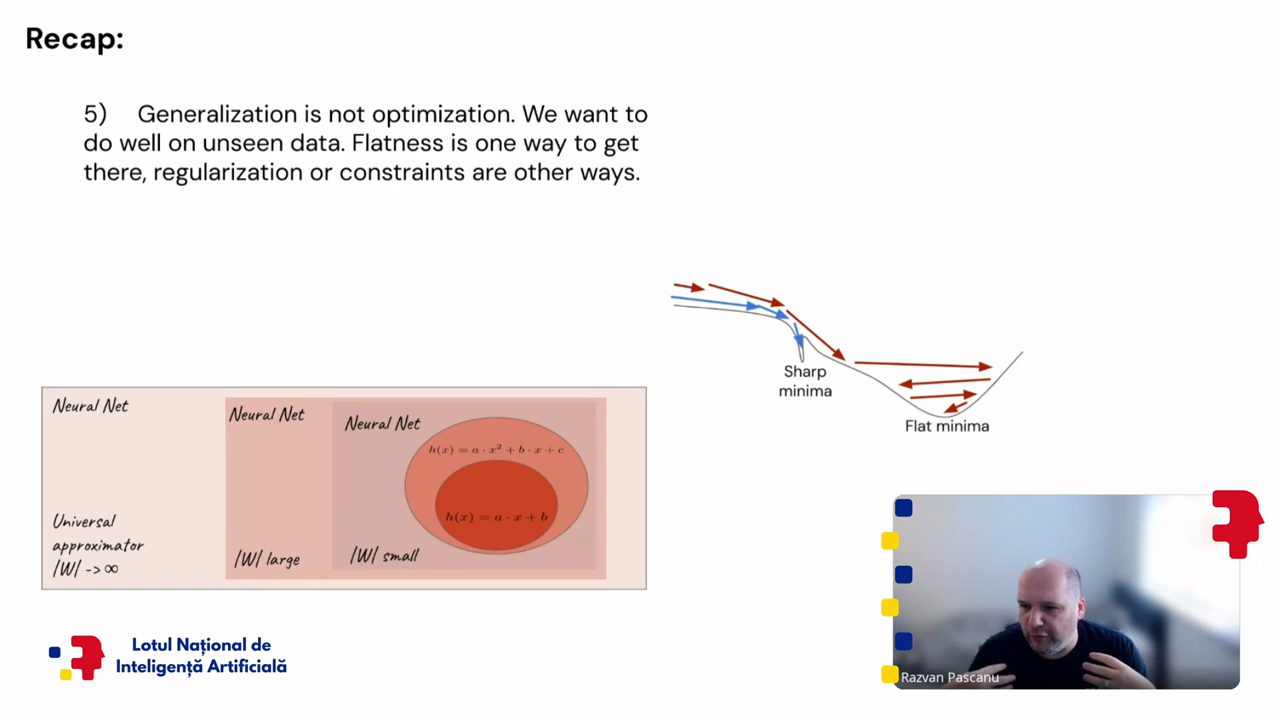 Recap:
5) Generalization is not optimization. We want to
do well on unseen data. Flatness is one way to get
there, regularization or constraints are other ways.
Sharp
minima
Flat minima
Neural Net
Universal
approximator
|W| -> ∞
Neural Net
|W| large
Neural Net
|W| small
h(x) = a · x² + b · x + c
h(x) = a · x + b
Lotul Național de
Inteligență Artificială
Razvan Pascanu